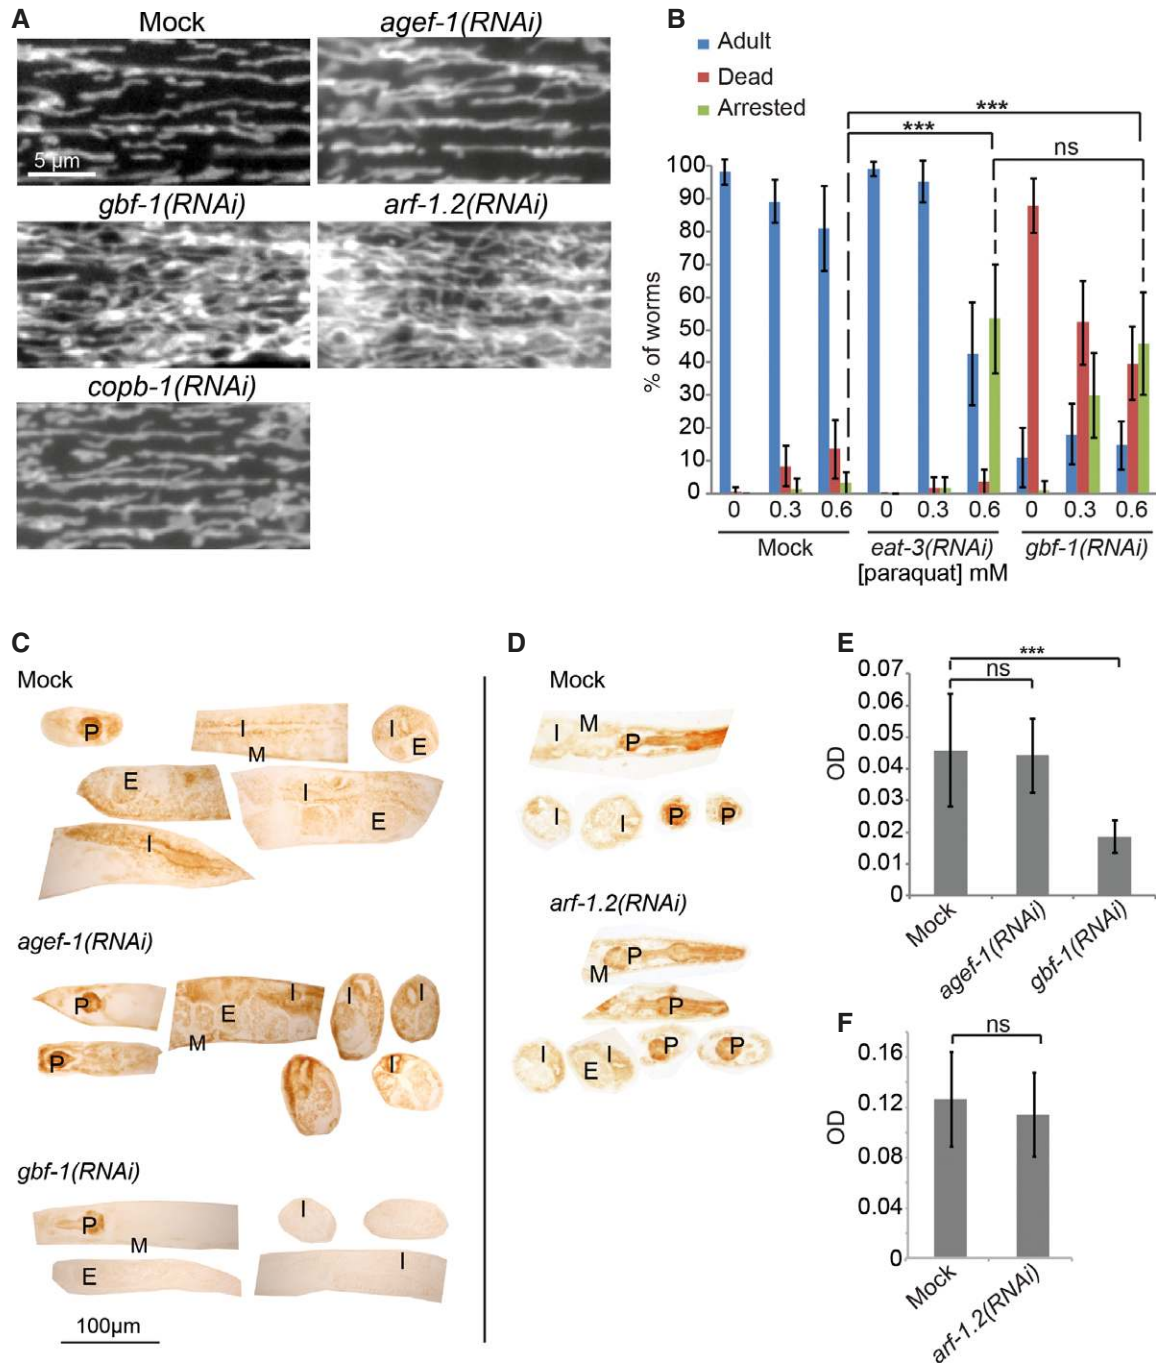 A
Mock
agef-1(RNAi)
5 µm
gbf-1(RNAi)
arf-1.2(RNAi)
copb-1(RNAi)
B
Adult
Dead
Arrested
***
***
ns
% of worms
100
90
80
70
60
50
40
30
20
10
0
0 0.3 0.6 0 0.3 0.6 0 0.3 0.6
Mock eat-3(RNAi) gbf-1(RNAi)
[paraquat] mM
C
Mock
P I M I E
E I E
I
agef-1(RNAi)
P E I I I
M
P I
gbf-1(RNAi)
P I
M
E I
100µm
D
Mock
I M P
I I P P
arf-1.2(RNAi)
P
M
P
I E I P P
E
***
ns
OD
0.07
0.06
0.05
0.04
0.03
0.02
0.01
0
Mock agef-1(RNAi) gbf-1(RNAi)
F
ns
OD
0.16
0.12
0.08
0.04
0
Mock arf-1.2(RNAi)